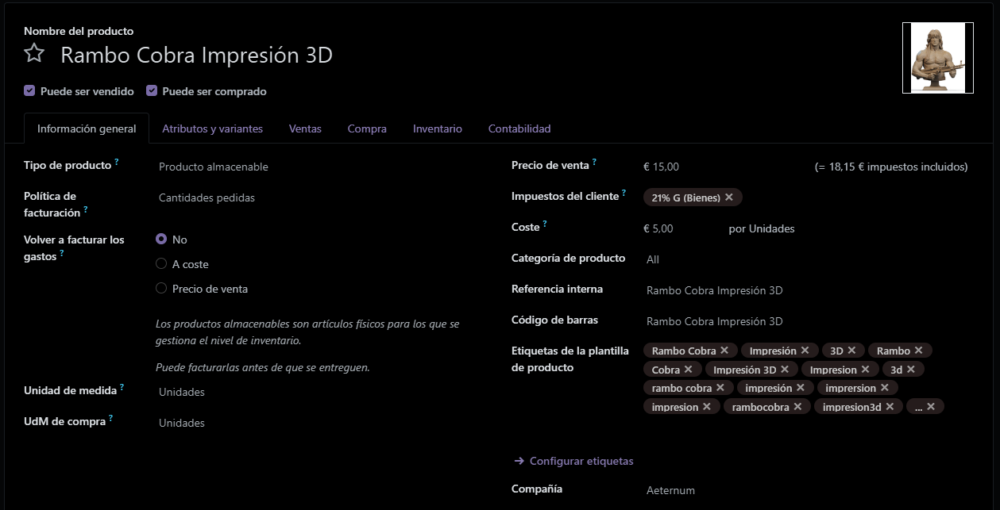 Nombre del producto
Rambo Cobra Impresión 3D
Puede ser vendido Puede ser comprado
Información general Atributos y variantes Ventas Compra Inventario Contabilidad
Tipo de producto ? Producto almacenable
Política de facturación ? Cantidades pedidas
Volver a facturar los gastos ? No
A coste
Precio de venta
Los productos almacenables son artículos físicos para los que se
gestiona el nivel de inventario.
Puede facturarlas antes de que se entreguen.
Unidad de medida ? Unidades
UdM de compra ? Unidades
Precio de venta ? € 15,00 (= 18,15 € impuestos incluidos)
Impuestos del cliente ? 21% G (Bienes) ✕
Coste ? € 5,00 por Unidades
Categoría de producto All
Referencia interna Rambo Cobra Impresión 3D
Código de barras Rambo Cobra Impresión 3D
Etiquetas de la plantilla de producto
Rambo Cobra ✕ Impresión ✕ 3D ✕ Rambo ✕
Cobra ✕ Impresión 3D ✕ Impresion ✕ 3d ✕
rambo cobra ✕ impresión ✕ imprersion ✕
impresion ✕ rambocobra ✕ impresion3d ✕ ... ✕
→ Configurar etiquetas
Compañía Aeternum